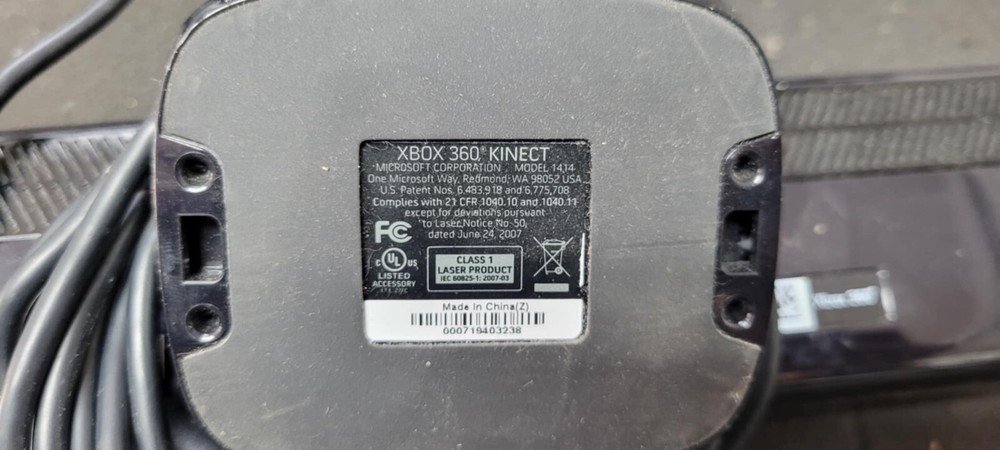 XBOX 360® KINECT
MICROSOFT CORPORATION MODEL 1414
One Microsoft Way, Redmond, WA 98052 USA
U.S. Patent Nos. 6,483,918 and 6,775,708
Complies with 21 CFR 1040.10 and 1040.11
except for deviations pursuant
to Laser Notice No. 50,
dated June 24, 2007
FC
C UL US
LISTED
ACCESSORY
CLASS 1
LASER PRODUCT
IEC 60825-1: 2007-03
Made in China(Z)
000719403238